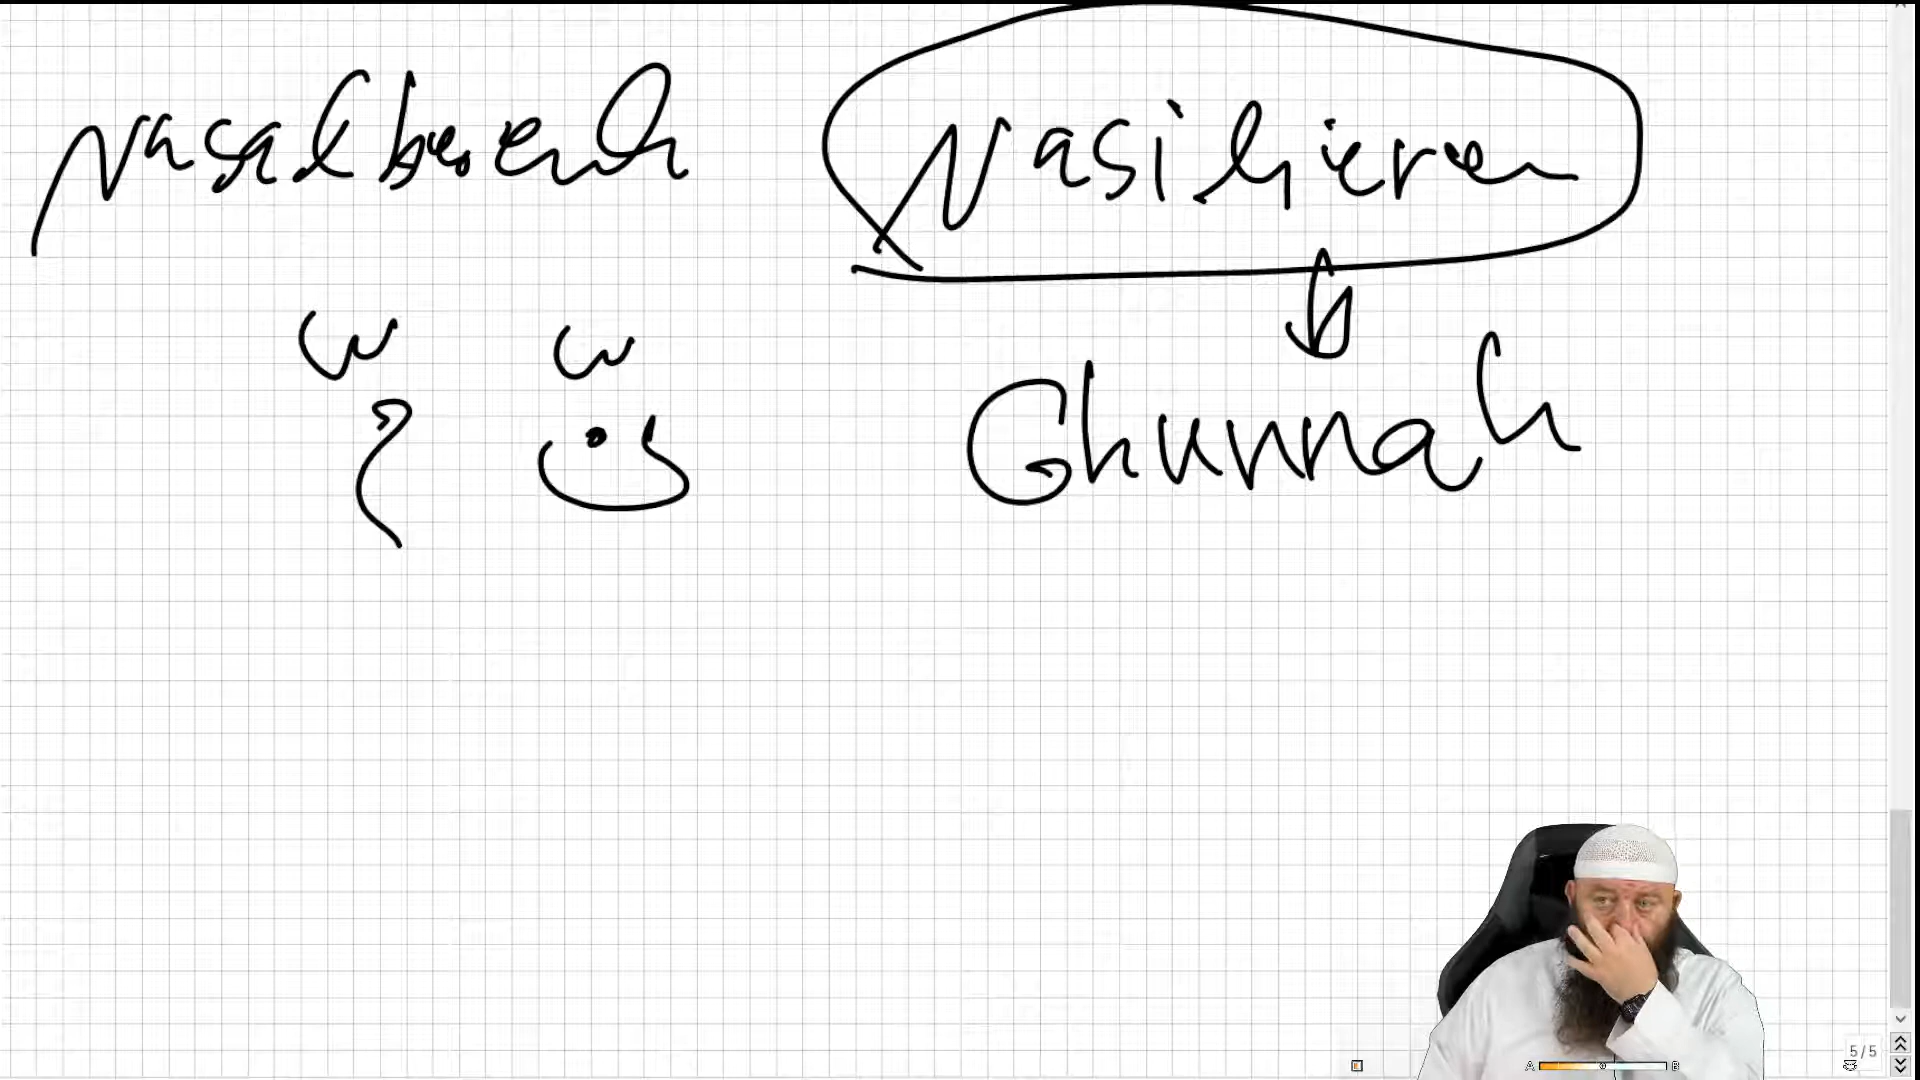 Nasalbereich Nasilieren
مّ نّ Ghunnah
5/5
A B